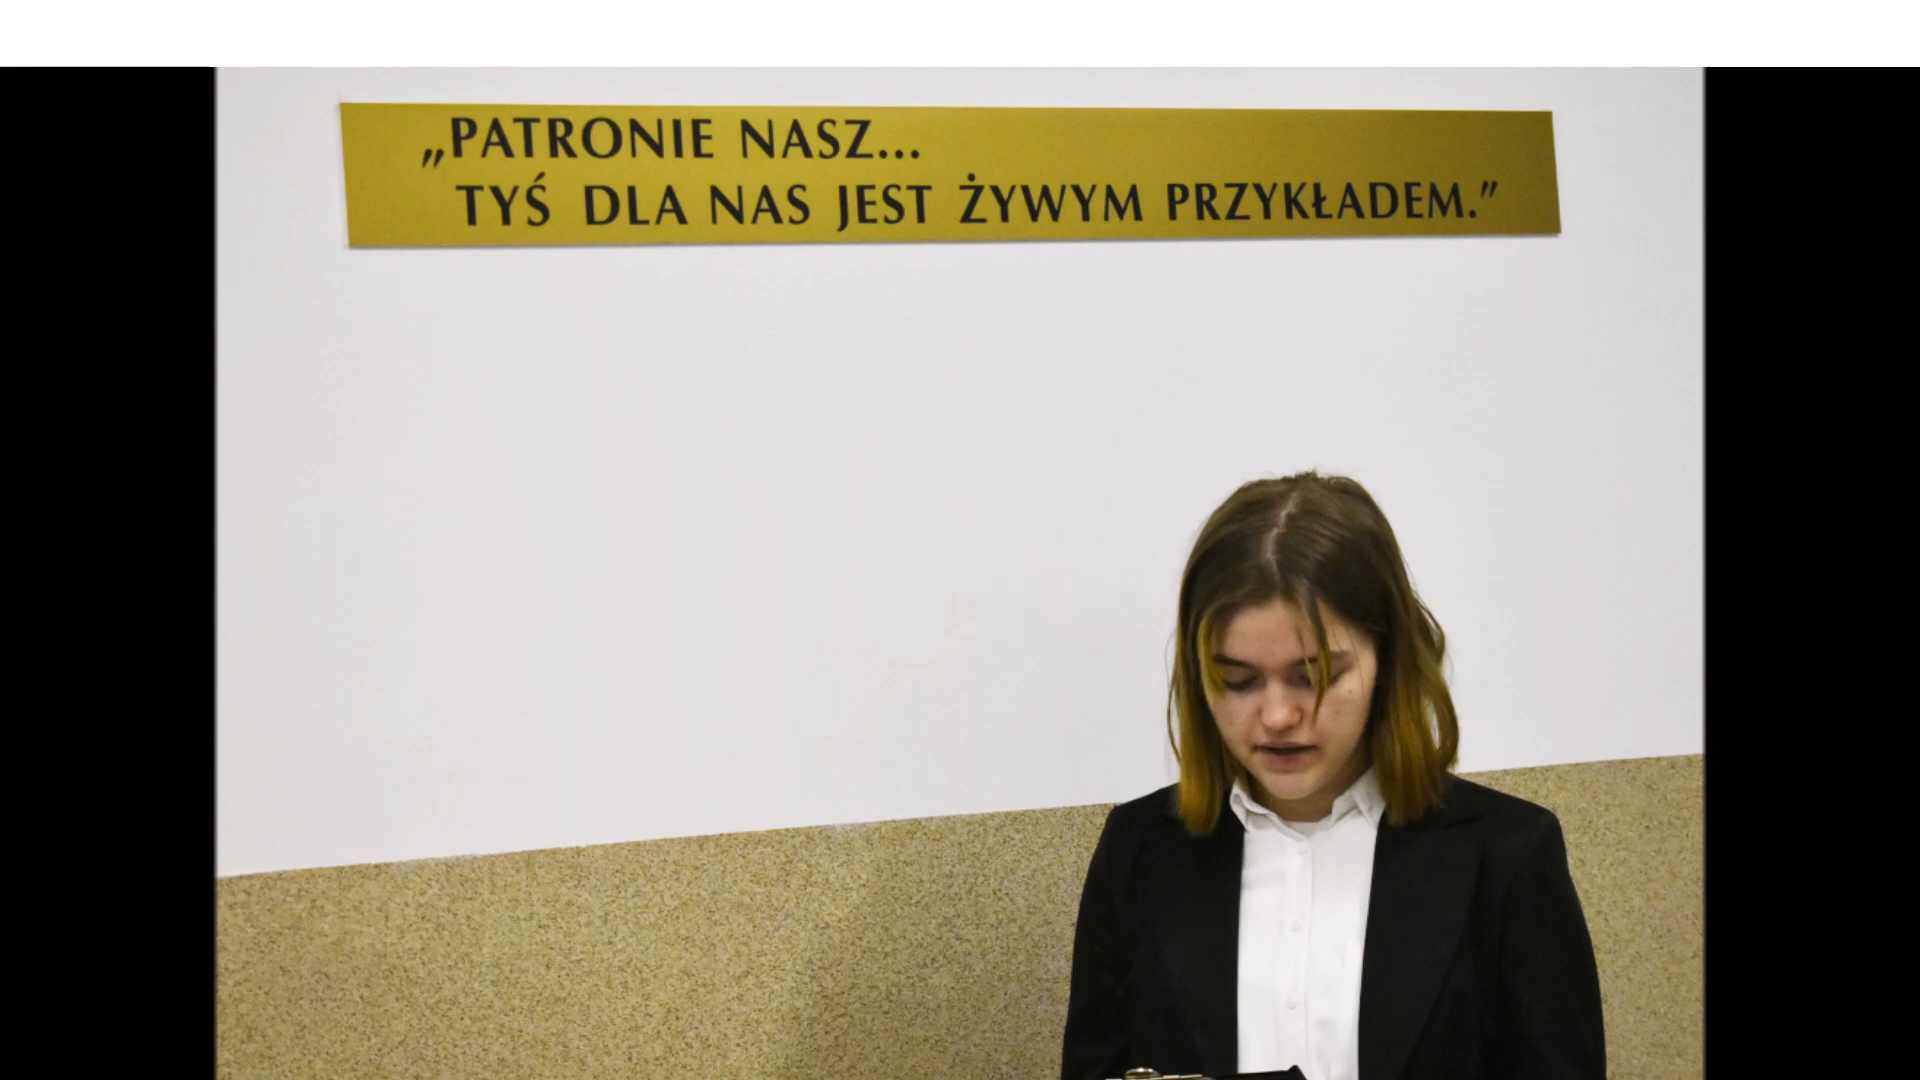 „PATRONIE NASZ...
TYŚ DLA NAS JEST ŻYWYM PRZYKŁADEM.”